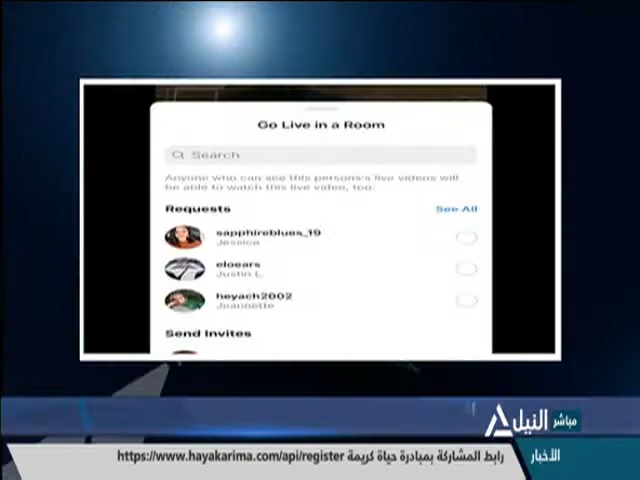 Go Live in a Room
Search
Anyone who can see this persons's live videos will
be able to watch this live video, too.
Requests
See All
sapphireblues_19
Jessica
eloears
Justin L.
heyach2002
Jeannette
Send Invites
النيل
مباشر
الأخبار
رابط المشاركة بمبادرة حياة كريمة https://www.hayakarima.com/api/register